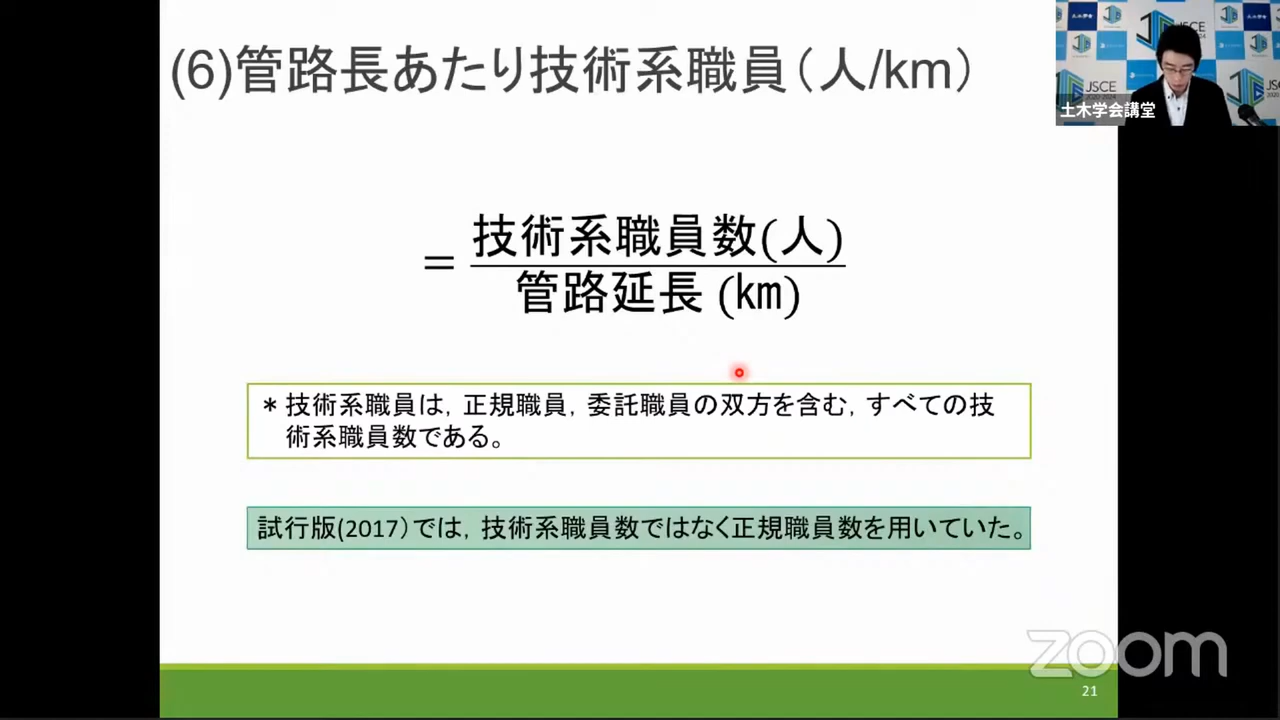 (6)管路長あたり技術系職員（人/km）
= 技術系職員数(人)
管路延長 (km)
* 技術系職員は，正規職員，委託職員の双方を含む，すべての技
術系職員数である。
試行版(2017）では，技術系職員数ではなく正規職員数を用いていた。
21
zoom
JSCE
土木学会講堂